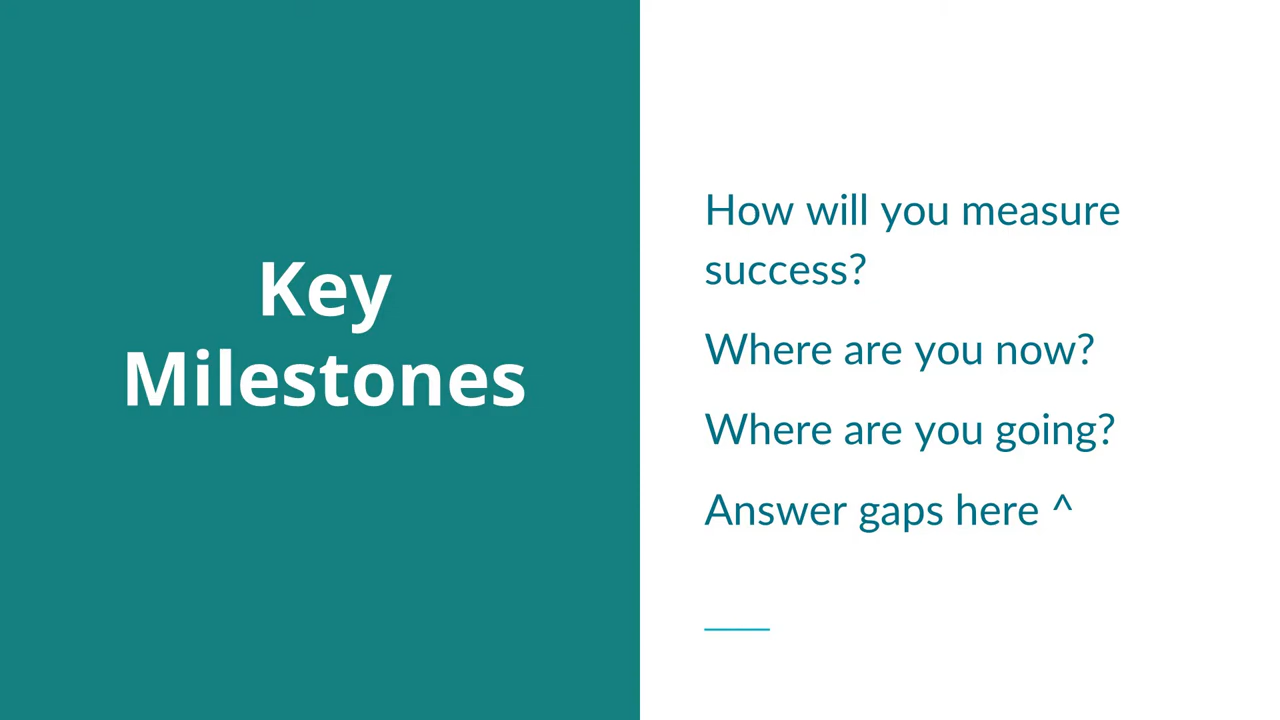 Key
Milestones
How will you measure
success?
Where are you now?
Where are you going?
Answer gaps here ^